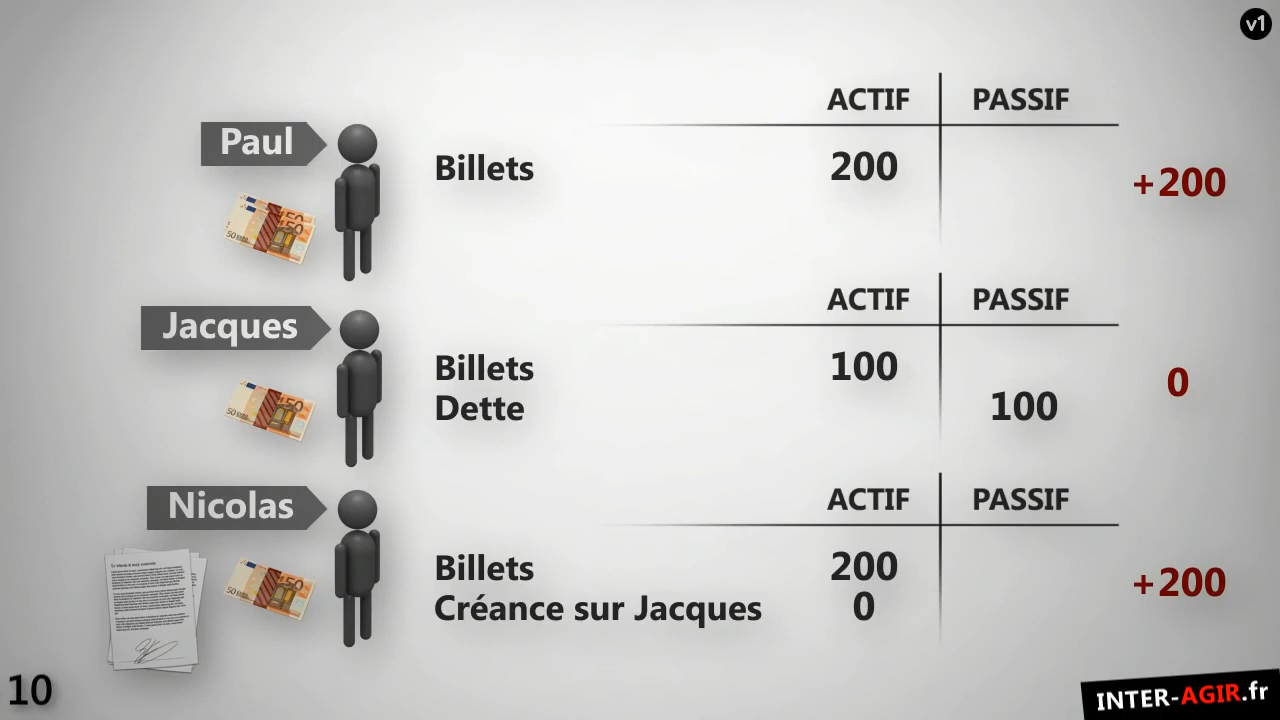 v1
ACTIF PASSIF
Paul
Billets 200
+200
ACTIF PASSIF
Jacques
Billets 100
Dette 100
0
ACTIF PASSIF
Nicolas
Billets 200
Créance sur Jacques 0
+200
10
INTER-AGIR.fr